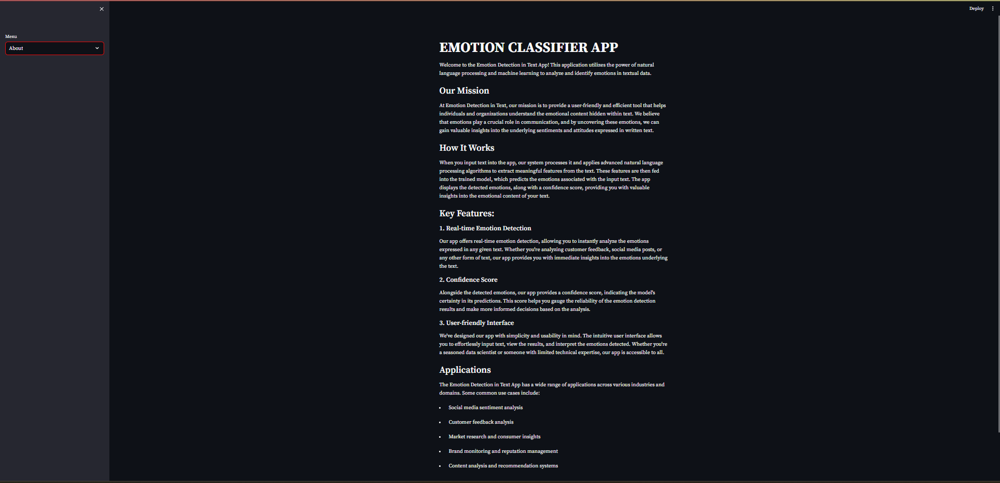 Deploy
Menu
About
EMOTION CLASSIFIER APP
Welcome to the Emotion Detection in Text App! This application utilizes the power of natural
language processing and machine learning to analyze and identify emotions in textual data.
Our Mission
At Emotion Detection in Text, our mission is to provide a user-friendly and efficient tool that helps
individuals and organizations understand the emotional content hidden within text. We believe
that emotions play a crucial role in communication, and by uncovering these emotions, we can
gain valuable insights into the underlying sentiments and attitudes expressed in written text.
How It Works
When you input text into the app, our system processes it and applies advanced natural language
processing algorithms to extract meaningful features from the text. These features are then fed
into the trained model, which predicts the emotions associated with the input text. The app
displays the detected emotions, along with a confidence score, providing you with valuable
insights into the emotional content of your text.
Key Features:
1. Real-time Emotion Detection
Our app offers real-time emotion detection, allowing you to instantly analyze the emotions
expressed in any given text. Whether you're analyzing customer feedback, social media posts, or
any other form of text, our app provides you with immediate insights into the emotions underlying
the text.
2. Confidence Score
Alongside the detected emotions, our app provides a confidence score, indicating the model's
certainty in its predictions. This score helps you gauge the reliability of the emotion detection
results and make more informed decisions based on the analysis.
3. User-friendly Interface
We've designed our app with simplicity and usability in mind. The intuitive user interface allows
you to effortlessly input text, view the results, and interpret the emotions detected. Whether you're
a seasoned data scientist or someone with limited technical expertise, our app is accessible to all.
Applications
The Emotion Detection in Text App has a wide range of applications across various industries and
domains. Some common use cases include:
• Social media sentiment analysis
• Customer feedback analysis
• Market research and consumer insights
• Brand monitoring and reputation management
• Content analysis and recommendation systems